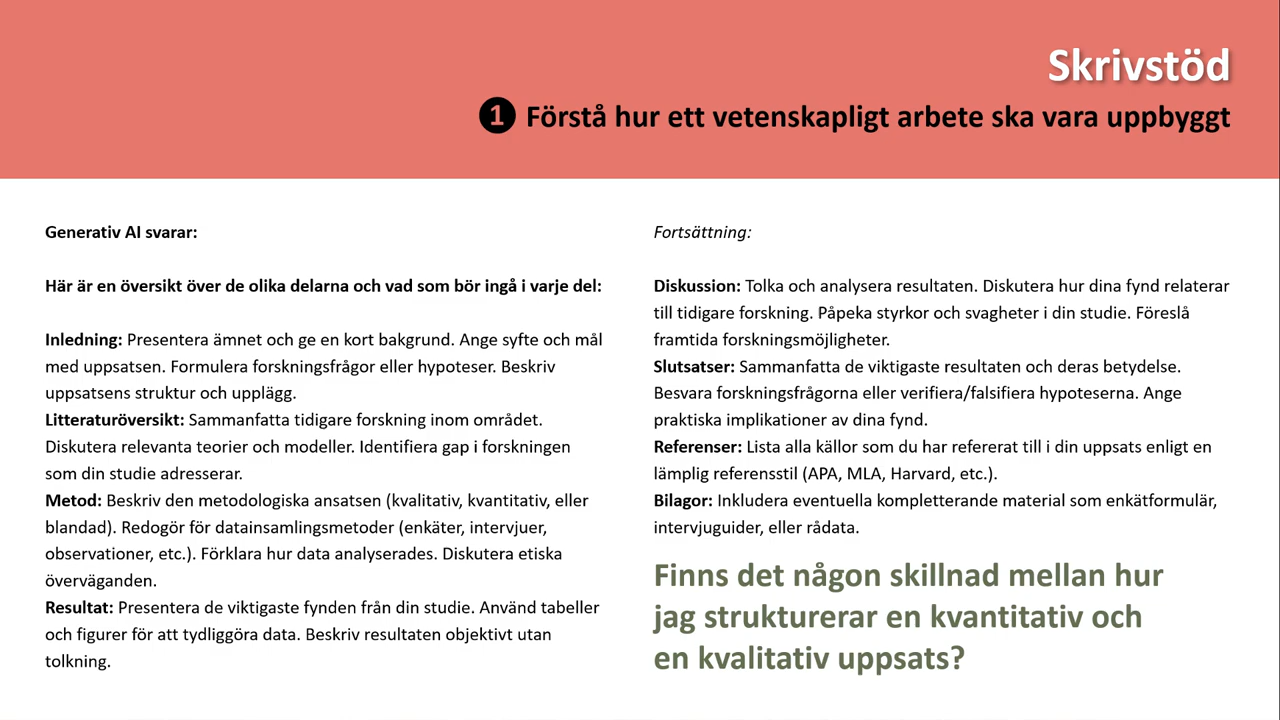 Skrivstöd
1 Förstå hur ett vetenskapligt arbete ska vara uppbyggt
Generativ AI svarar:
Här är en översikt över de olika delarna och vad som bör ingå i varje del:
Inledning: Presentera ämnet och ge en kort bakgrund. Ange syfte och mål
med uppsatsen. Formulera forskningsfrågor eller hypoteser. Beskriv
uppsatsens struktur och upplägg.
Litteraturöversikt: Sammanfatta tidigare forskning inom området.
Diskutera relevanta teorier och modeller. Identifiera gap i forskningen
som din studie adresserar.
Metod: Beskriv den metodologiska ansatsen (kvalitativ, kvantitativ, eller
blandad). Redogör för datainsamlingsmetoder (enkäter, intervjuer,
observationer, etc.). Förklara hur data analyserades. Diskutera etiska
överväganden.
Resultat: Presentera de viktigaste fynden från din studie. Använd tabeller
och figurer för att tydliggöra data. Beskriv resultaten objektivt utan
tolkning.
Fortsättning:
Diskussion: Tolka och analysera resultaten. Diskutera hur dina fynd relaterar
till tidigare forskning. Påpeka styrkor och svagheter i din studie. Föreslå
framtida forskningsmöjligheter.
Slutsatser: Sammanfatta de viktigaste resultaten och deras betydelse.
Besvara forskningsfrågorna eller verifiera/falsifiera hypoteserna. Ange
praktiska implikationer av dina fynd.
Referenser: Lista alla källor som du har refererat till i din uppsats enligt en
lämplig referensstil (APA, MLA, Harvard, etc.).
Bilagor: Inkludera eventuella kompletterande material som enkätformulär,
intervjuguider, eller rådata.
Finns det någon skillnad mellan hur
jag strukturerar en kvantitativ och
en kvalitativ uppsats?